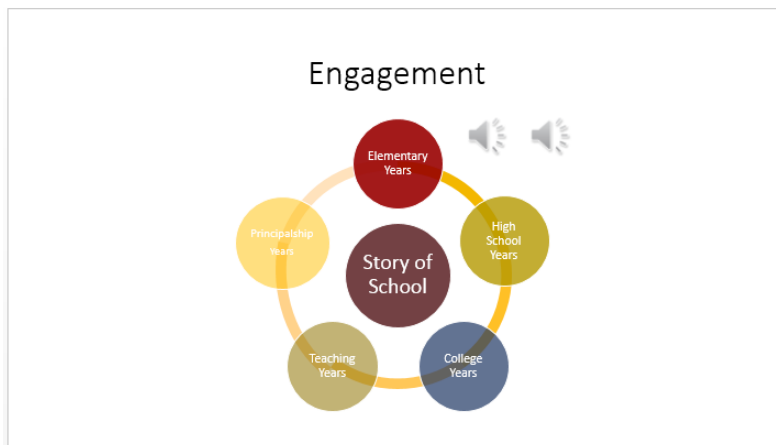 Engagement
Elementary
Years
High
School
Years
Principalship
Years
Story of
School
Teaching
Years
College
Years